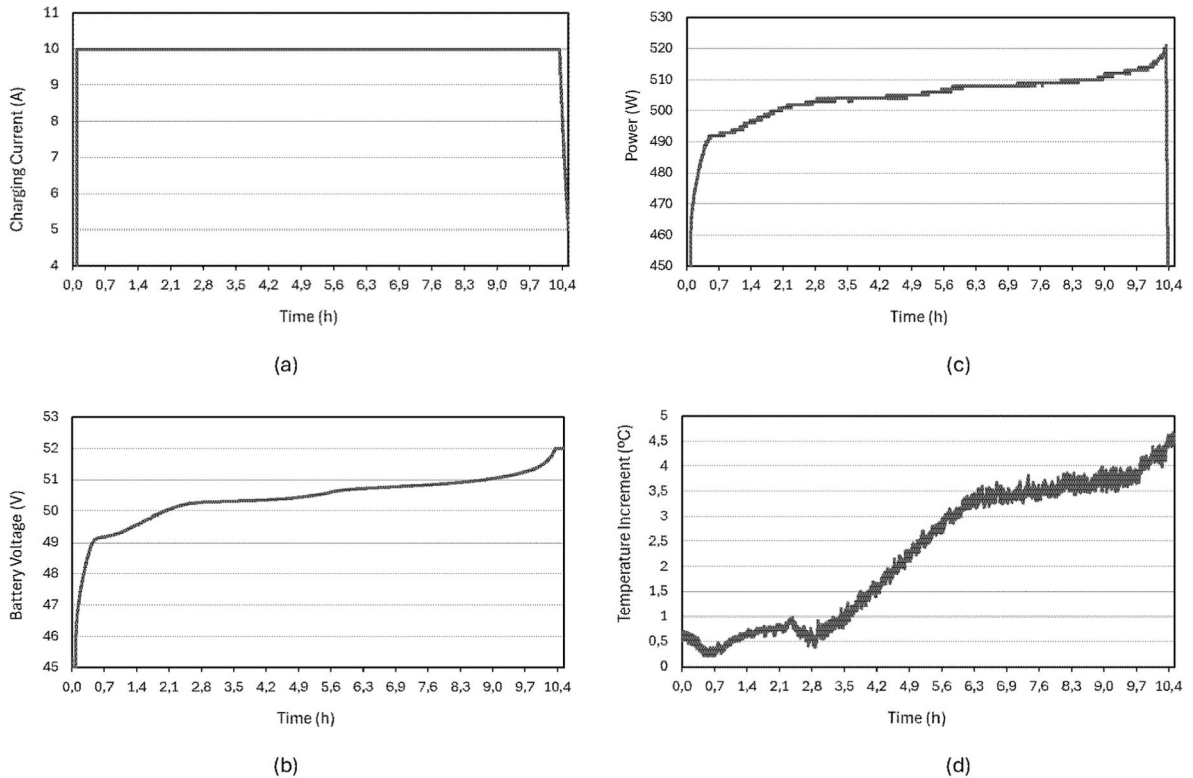 Charging Current (A)
11
10
9
8
7
6
5
4
0,0 0,7 1,4 2,1 2,8 3,5 4,2 4,9 5,6 6,3 6,9 7,6 8,3 9,0 9,7 10,4
Time (h)
(a)
Power (W)
530
520
510
500
490
480
470
460
450
0,0 0,7 1,4 2,1 2,8 3,5 4,2 4,9 5,6 6,3 6,9 7,6 8,3 9,0 9,7 10,4
Time (h)
(c)
Battery Voltage (V)
53
52
51
50
49
48
47
46
45
0,0 0,7 1,4 2,1 2,8 3,5 4,2 4,9 5,6 6,3 6,9 7,6 8,3 9,0 9,7 10,4
Time (h)
(b)
Temperature Increment (ºC)
5
4,5
4
3,5
3
2,5
2
1,5
1
0,5
0
0,0 0,7 1,4 2,1 2,8 3,5 4,2 4,9 5,6 6,3 6,9 7,6 8,3 9,0 9,7 10,4
Time (h)
(d)